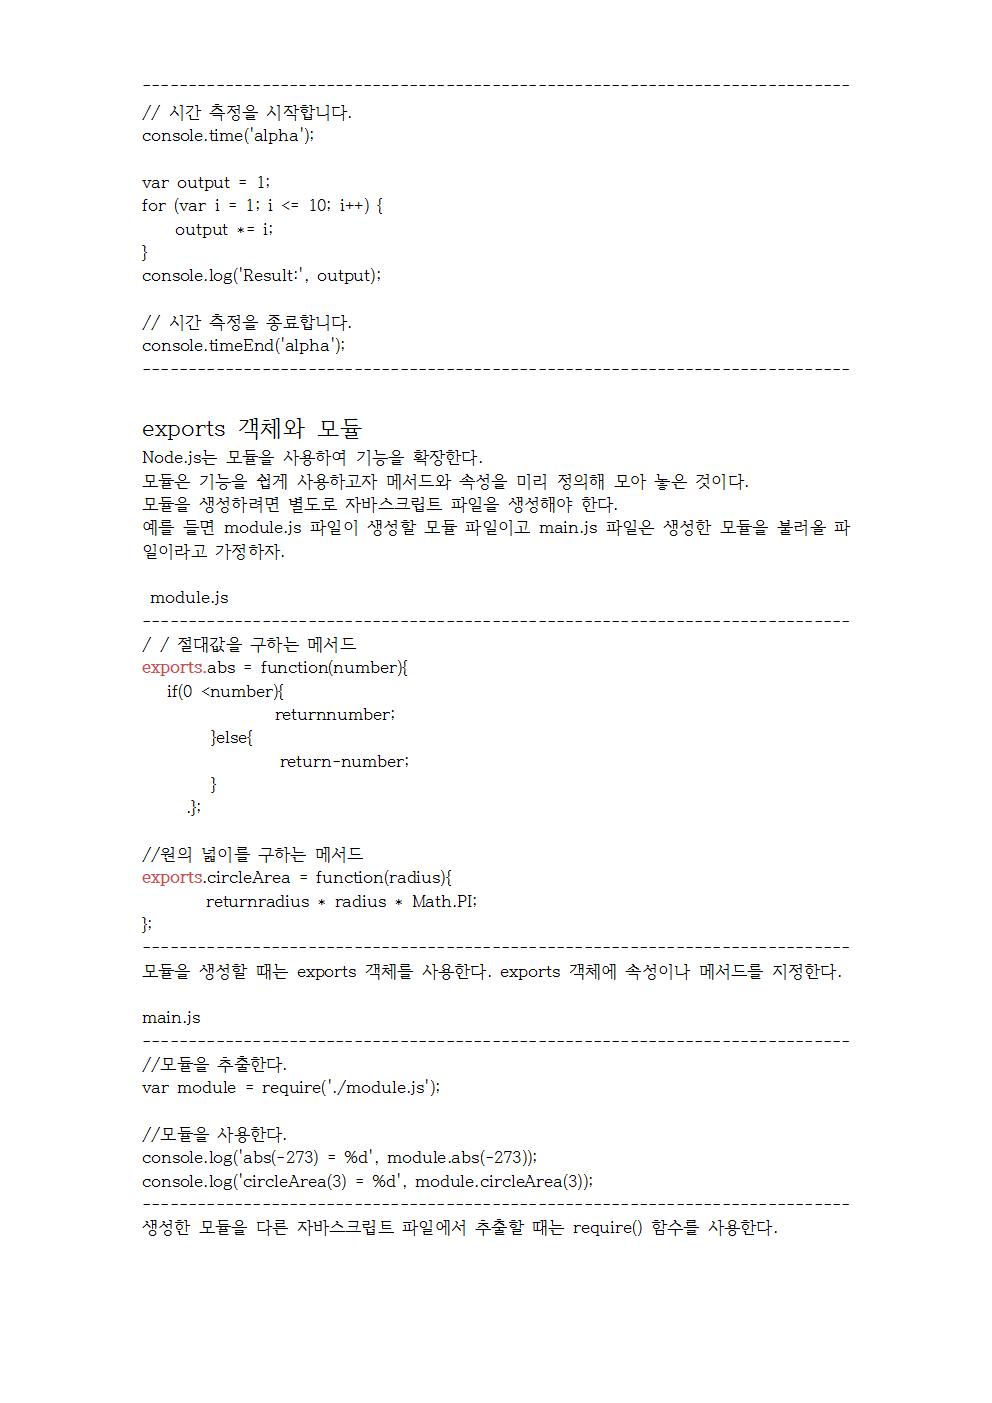 ------------------------------------------------------------------------------
// 시간 측정을 시작합니다.
console.time('alpha');
var output = 1;
for (var i = 1; i <= 10; i++) {
output *= i;
}
console.log('Result:', output);
// 시간 측정을 종료합니다.
console.timeEnd('alpha');
------------------------------------------------------------------------------
exports 객체와 모듈
Node.js는 모듈을 사용하여 기능을 확장한다.
모듈은 기능을 쉽게 사용하고자 메서드와 속성을 미리 정의해 모아 놓은 것이다.
모듈을 생성하려면 별도로 자바스크립트 파일을 생성해야 한다.
예를 들면 module.js 파일이 생성할 모듈 파일이고 main.js 파일은 생성한 모듈을 불러올 파
일이라고 가정하자.
module.js
------------------------------------------------------------------------------
/ / 절대값을 구하는 메서드
exports.abs = function(number){
if(0 <number){
returnnumber;
}else{
return-number;
}
.};
//원의 넓이를 구하는 메서드
exports.circleArea = function(radius){
returnradius * radius * Math.PI;
};
------------------------------------------------------------------------------
모듈을 생성할 때는 exports 객체를 사용한다. exports 객체에 속성이나 메서드를 지정한다.
main.js
------------------------------------------------------------------------------
//모듈을 추출한다.
var module = require('./module.js');
//모듈을 사용한다.
console.log('abs(-273) = %d', module.abs(-273));
console.log('circleArea(3) = %d', module.circleArea(3));
------------------------------------------------------------------------------
생성한 모듈을 다른 자바스크립트 파일에서 추출할 때는 require() 함수를 사용한다.